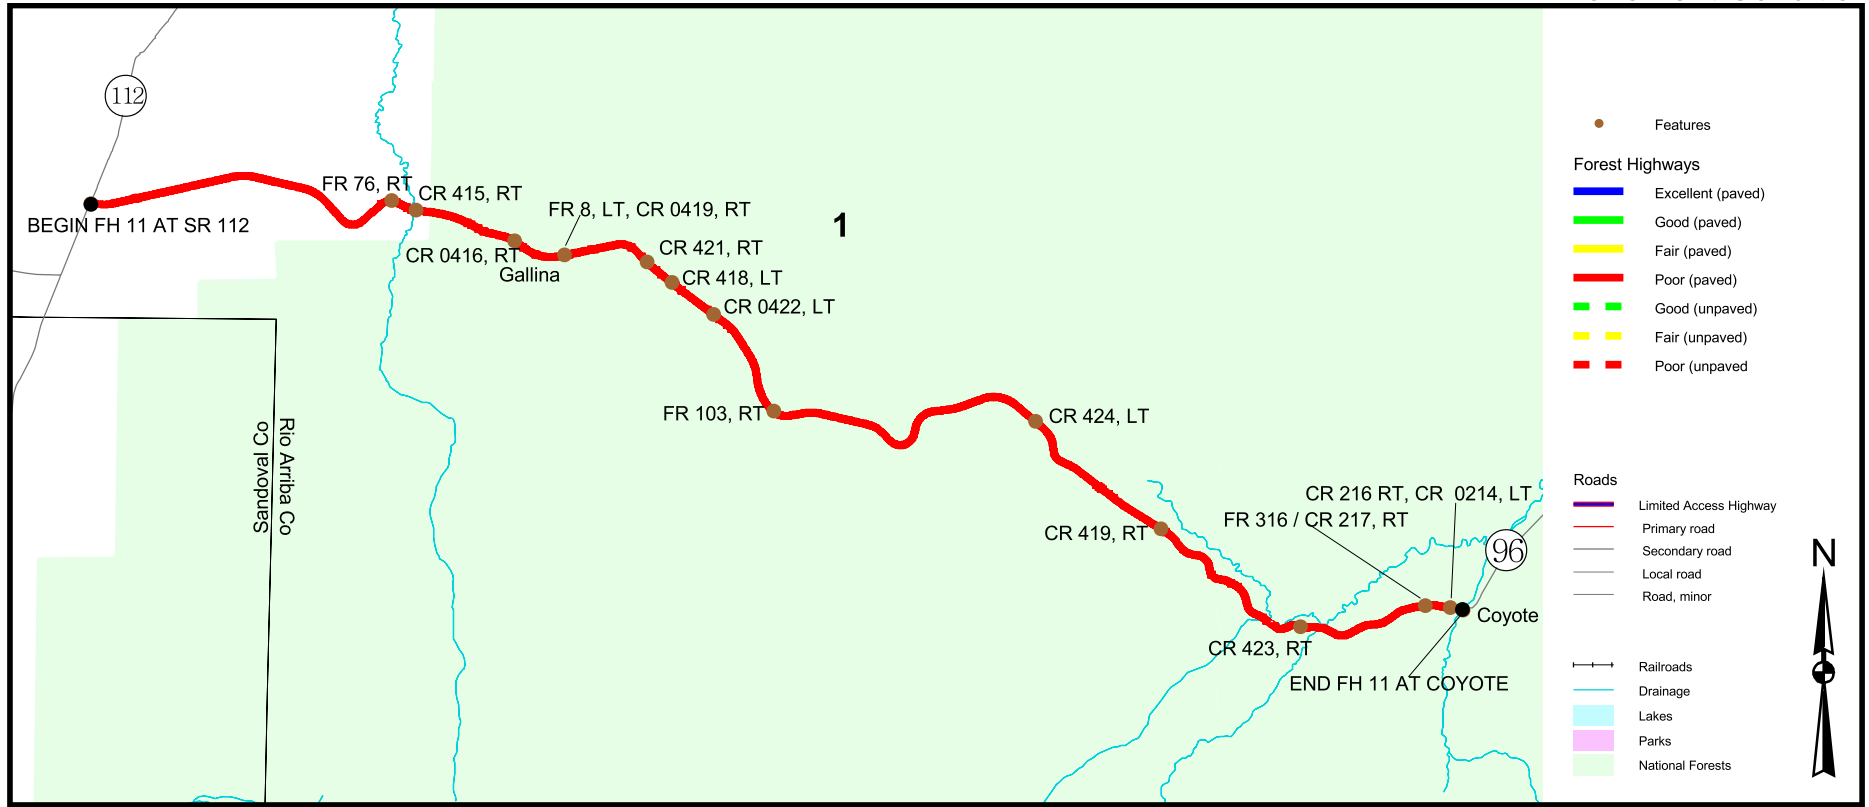 112
BEGIN FH 11 AT SR 112
FR 76, RT
CR 415, RT
CR 0416, RT
Gallina
FR 8, LT, CR 0419, RT
1
CR 421, RT
CR 418, LT
CR 0422, LT
FR 103, RT
CR 424, LT
Rio Arriba Co
Sandoval Co
CR 419, RT
CR 216 RT, CR 0214, LT
FR 316 / CR 217, RT
96
Coyote
CR 423, RT
END FH 11 AT COYOTE
Features
Forest Highways
Excellent (paved)
Good (paved)
Fair (paved)
Poor (paved)
Good (unpaved)
Fair (unpaved)
Poor (unpaved
Roads
Limited Access Highway
Primary road
Secondary road
Local road
Road, minor
N
Railroads
Drainage
Lakes
Parks
National Forests